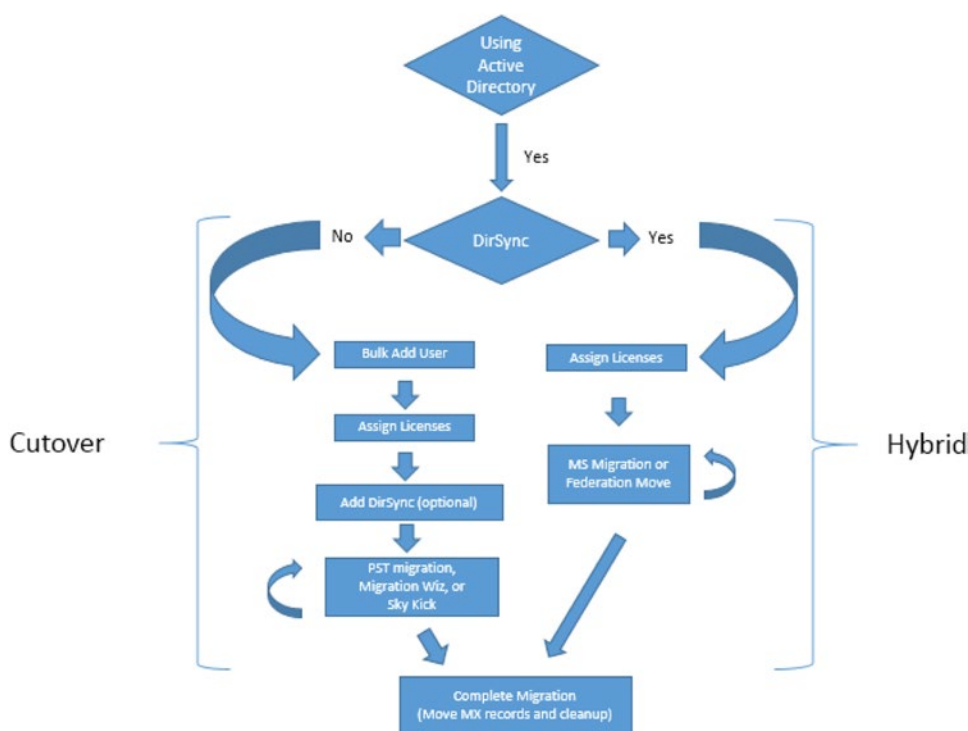 Using
Active
Directory
Yes
No
DirSync
Yes
Bulk Add User
Assign Licenses
Assign Licenses
Cutover
Hybrid
MS Migration or
Federation Move
Add DirSync (optional)
PST migration,
Migration Wiz, or
Sky Kick
Complete Migration
(Move MX records and cleanup)